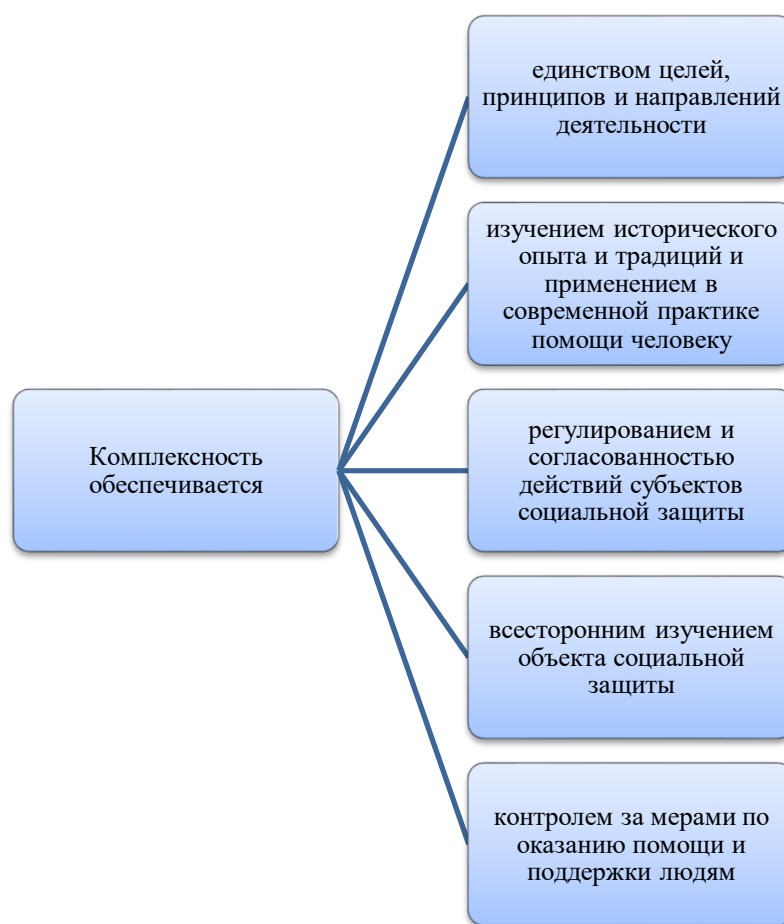 единством целей,
принципов и направлений
деятельности
изучением исторического
опыта и традиций и
применением в
современной практике
помощи человеку
Комплексность
обеспечивается
регулированием и
согласованностью
действий субъектов
социальной защиты
всесторонним изучением
объекта социальной
защиты
контролем за мерами по
оказанию помощи и
поддержки людям